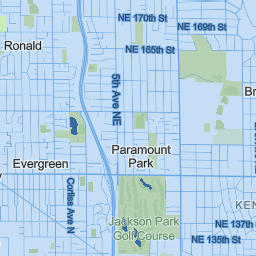 NE 170th St
NE 169th St
Ronald
NE 165th St
5th Ave NE
Br
Paramount
Park
Evergreen
Corliss Ave N
KEN
Jackson Park
Golf Course
NE 137th
NE 135th St